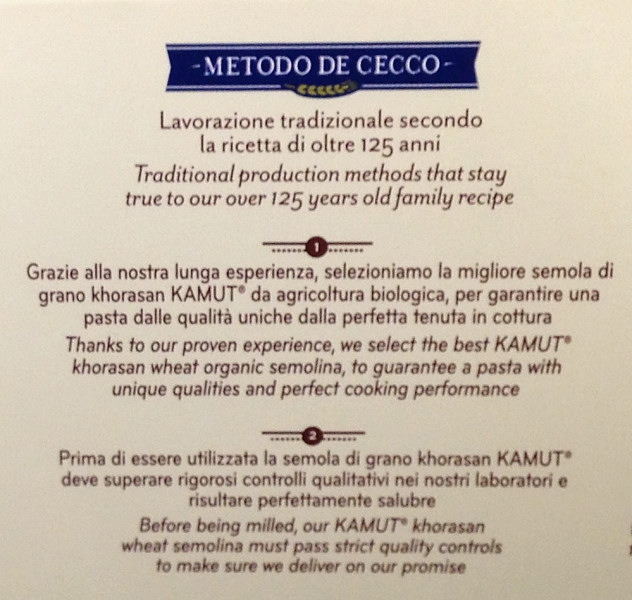 -METODO DE CECCO-
Lavorazione tradizionale secondo
la ricetta di oltre 125 anni
Traditional production methods that stay
true to our over 125 years old family recipe
1
Grazie alla nostra lunga esperienza, selezioniamo la migliore semola di
grano khorasan KAMUT® da agricoltura biologica, per garantire una
pasta dalle qualità uniche dalla perfetta tenuta in cottura
Thanks to our proven experience, we select the best KAMUT®
khorasan wheat organic semolina, to guarantee a pasta with
unique qualities and perfect cooking performance
2
Prima di essere utilizzata la semola di grano khorasan KAMUT®
deve superare rigorosi controlli qualitativi nei nostri laboratori e
risultare perfettamente salubre
Before being milled, our KAMUT® khorasan
wheat semolina must pass strict quality controls
to make sure we deliver on our promise